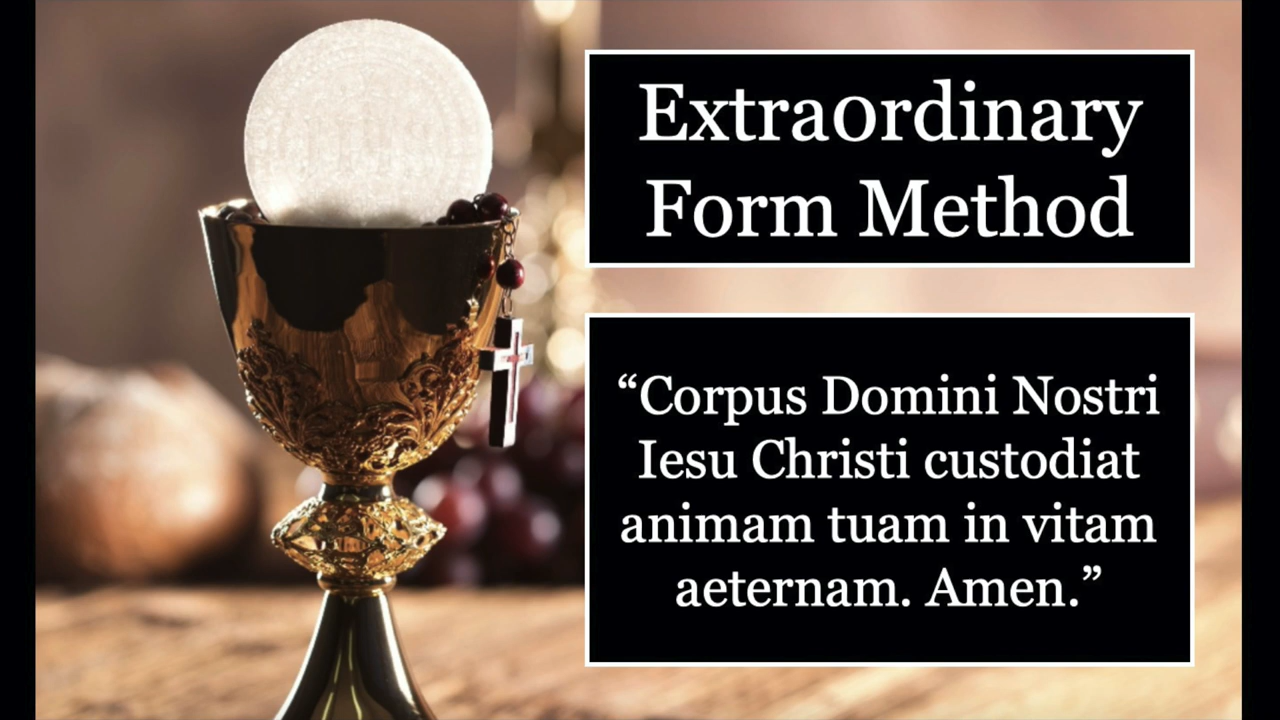 Extraordinary
Form Method
“Corpus Domini Nostri
Iesu Christi custodiat
animam tuam in vitam
aeternam. Amen.”